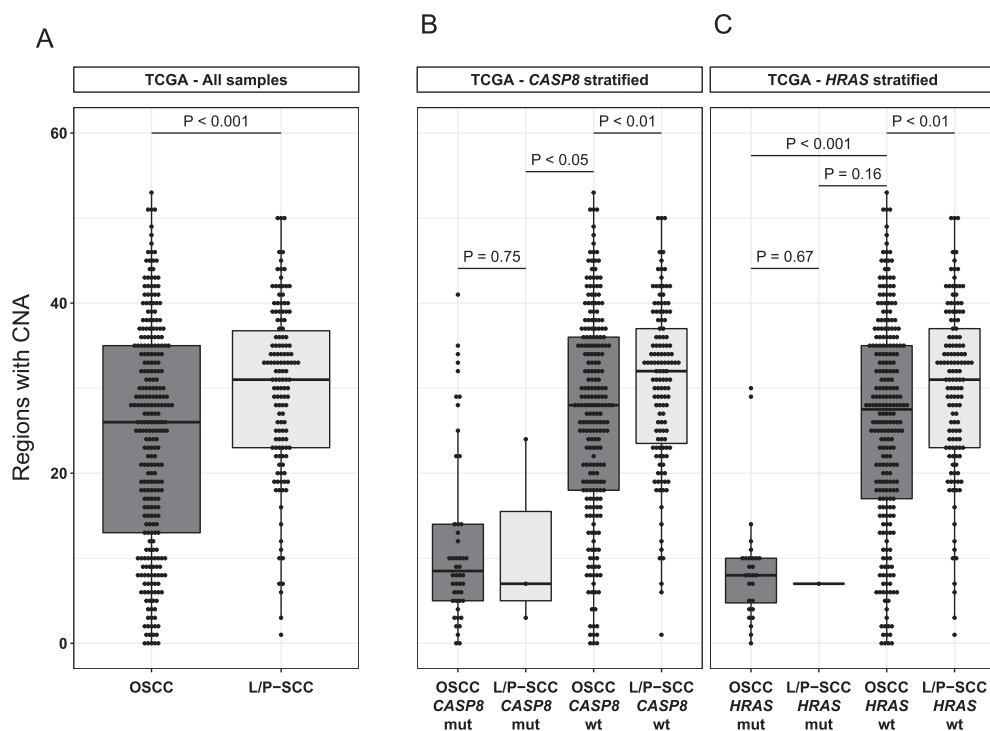 A
B
C
TCGA - All samples
TCGA - CASP8 stratified
TCGA - HRAS stratified
Regions with CNA
60
40
20
0
P < 0.001
P < 0.01
P < 0.05
P = 0.75
P < 0.01
P < 0.001
P = 0.16
P = 0.67
OSCC
L/P−SCC
OSCC
CASP8
mut
L/P−SCC
CASP8
mut
OSCC
CASP8
wt
L/P−SCC
CASP8
wt
OSCC
HRAS
mut
L/P−SCC
HRAS
mut
OSCC
HRAS
wt
L/P−SCC
HRAS
wt